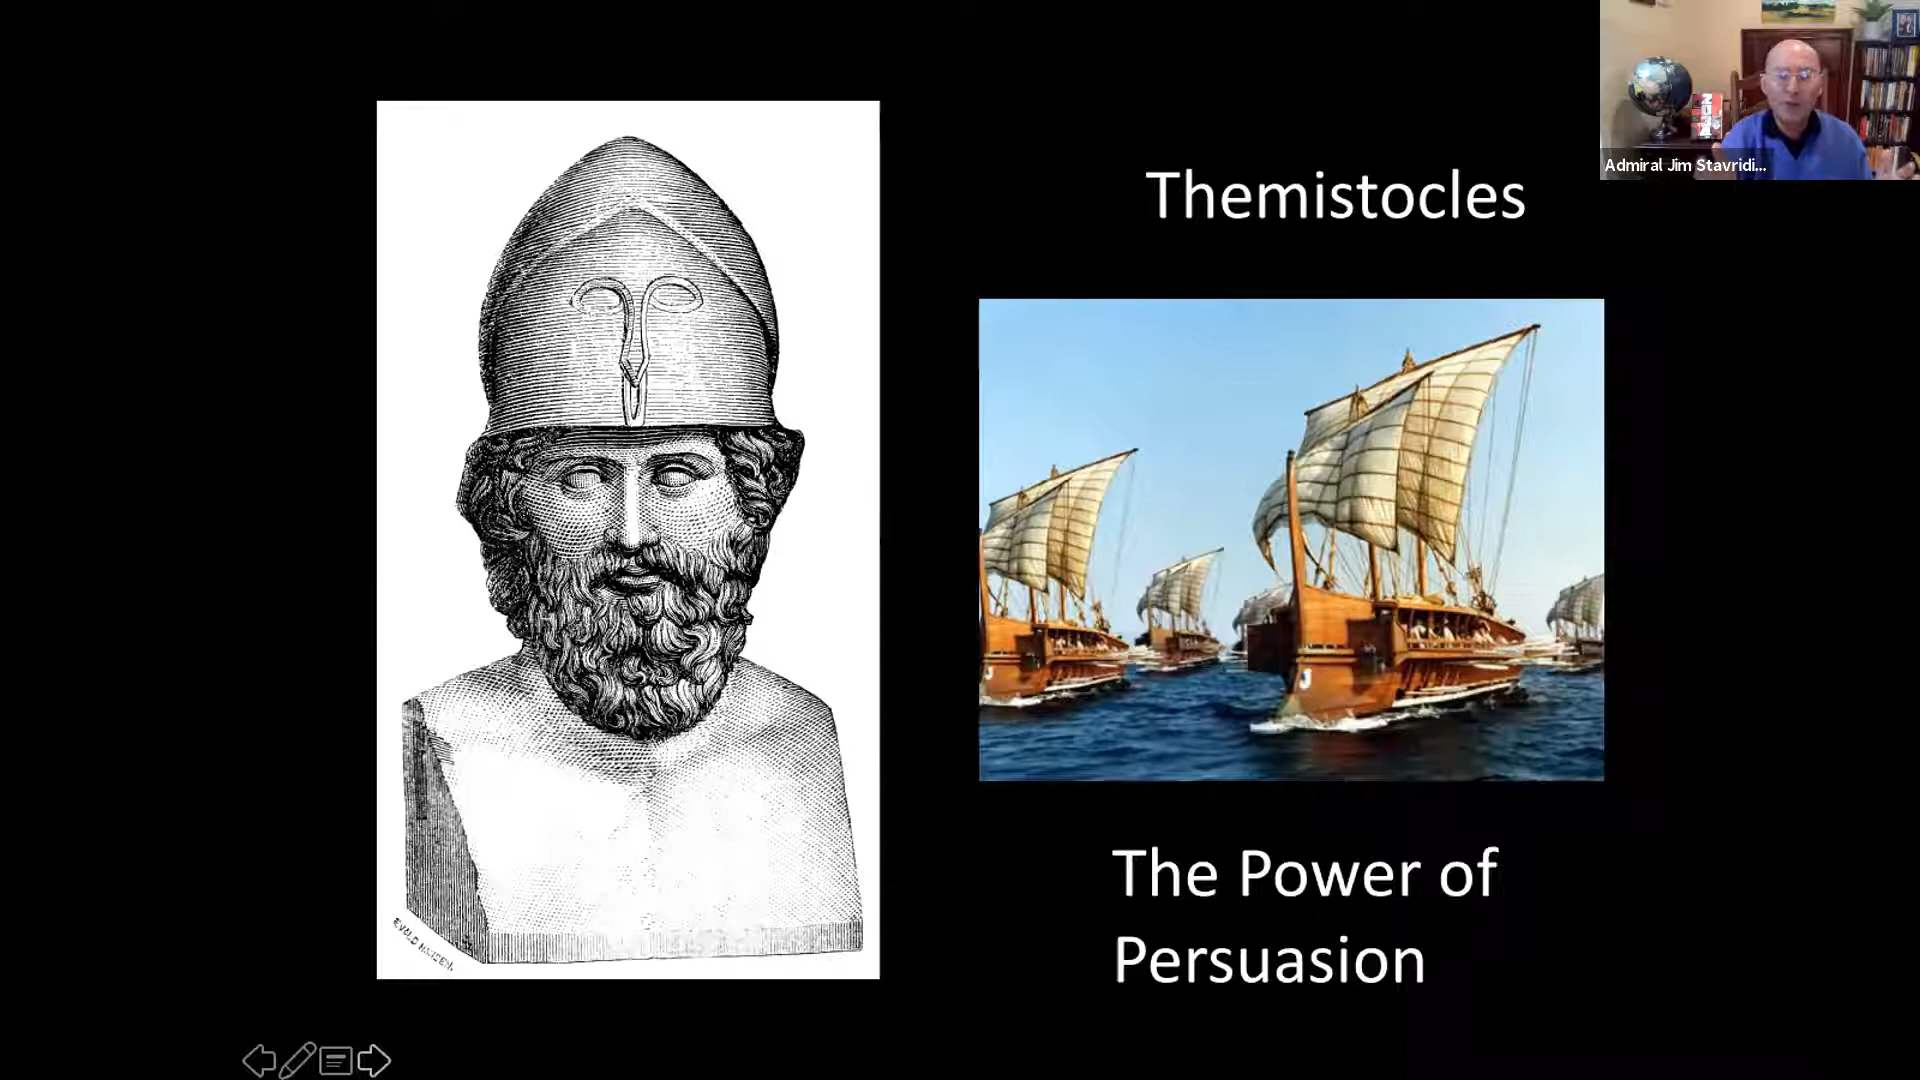 Themistocles
Admiral Jim Stavridi...
The Power of
Persuasion